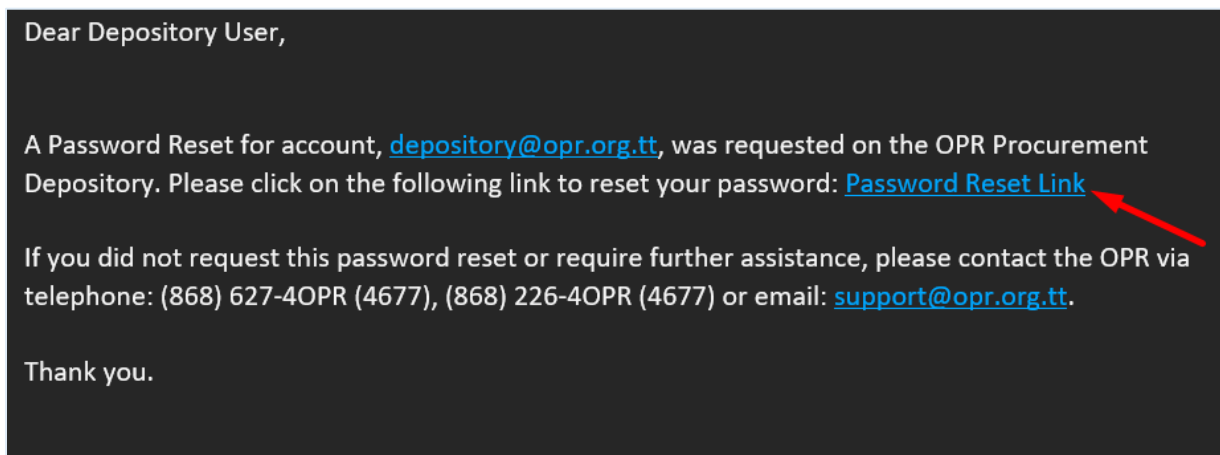 Dear Depository User,
A Password Reset for account, depository@opr.org.tt, was requested on the OPR Procurement
Depository. Please click on the following link to reset your password: Password Reset Link
If you did not request this password reset or require further assistance, please contact the OPR via
telephone: (868) 627-4OPR (4677), (868) 226-4OPR (4677) or email: support@opr.org.tt.
Thank you.